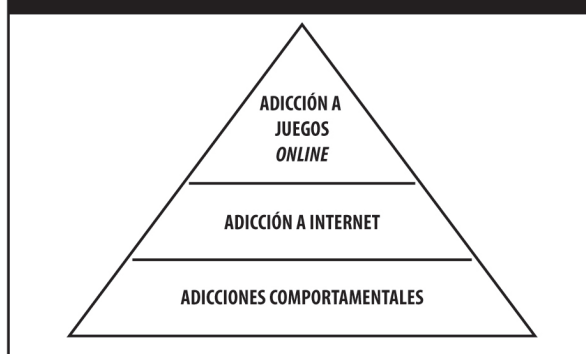 ADICCIÓN A
JUEGOS
ONLINE
ADICCIÓN A INTERNET
ADICCIONES COMPORTAMENTALES